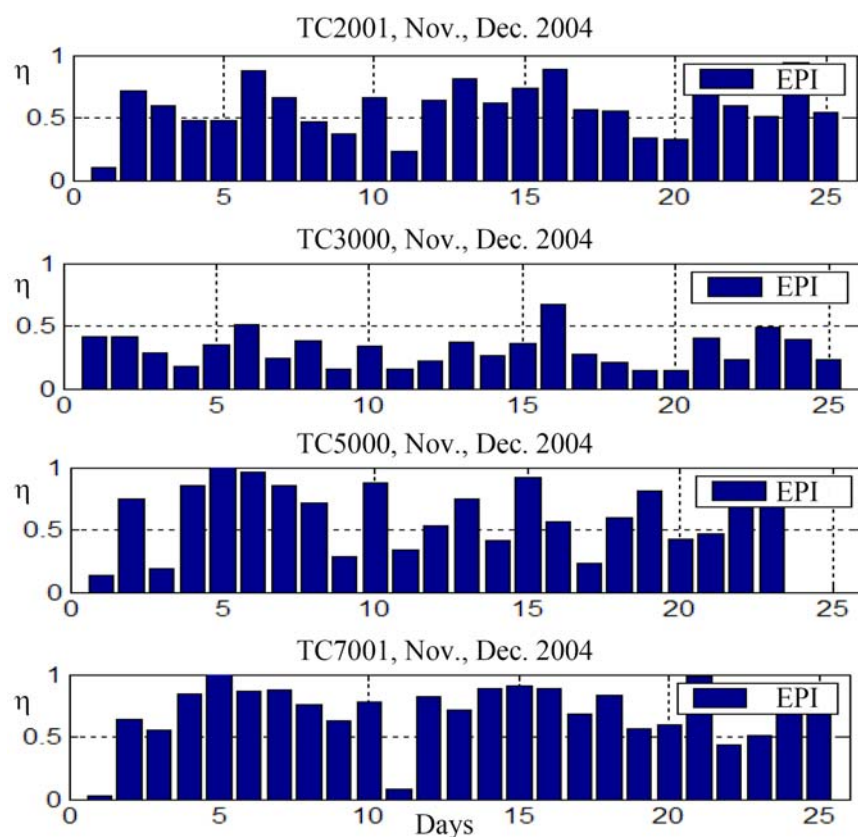 TC2001, Nov., Dec. 2004
1
η
EPI
0.5
0
0 5 10 15 20 25
TC3000, Nov., Dec. 2004
1
η
EPI
0.5
0
0 5 10 15 20 25
TC5000, Nov., Dec. 2004
1
η
EPI
0.5
0
0 5 10 15 20 25
TC7001, Nov., Dec. 2004
1
η
EPI
0.5
0
0 5 10 15 20 25
Days